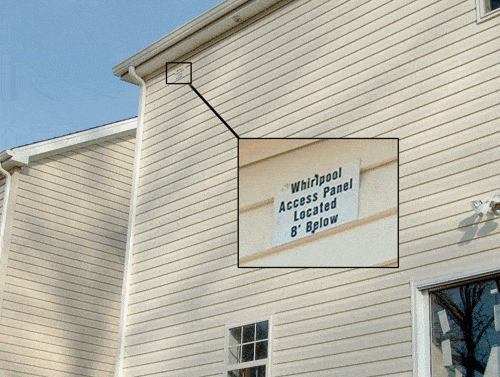 Whirlpool
Access Panel
Located
8' Below